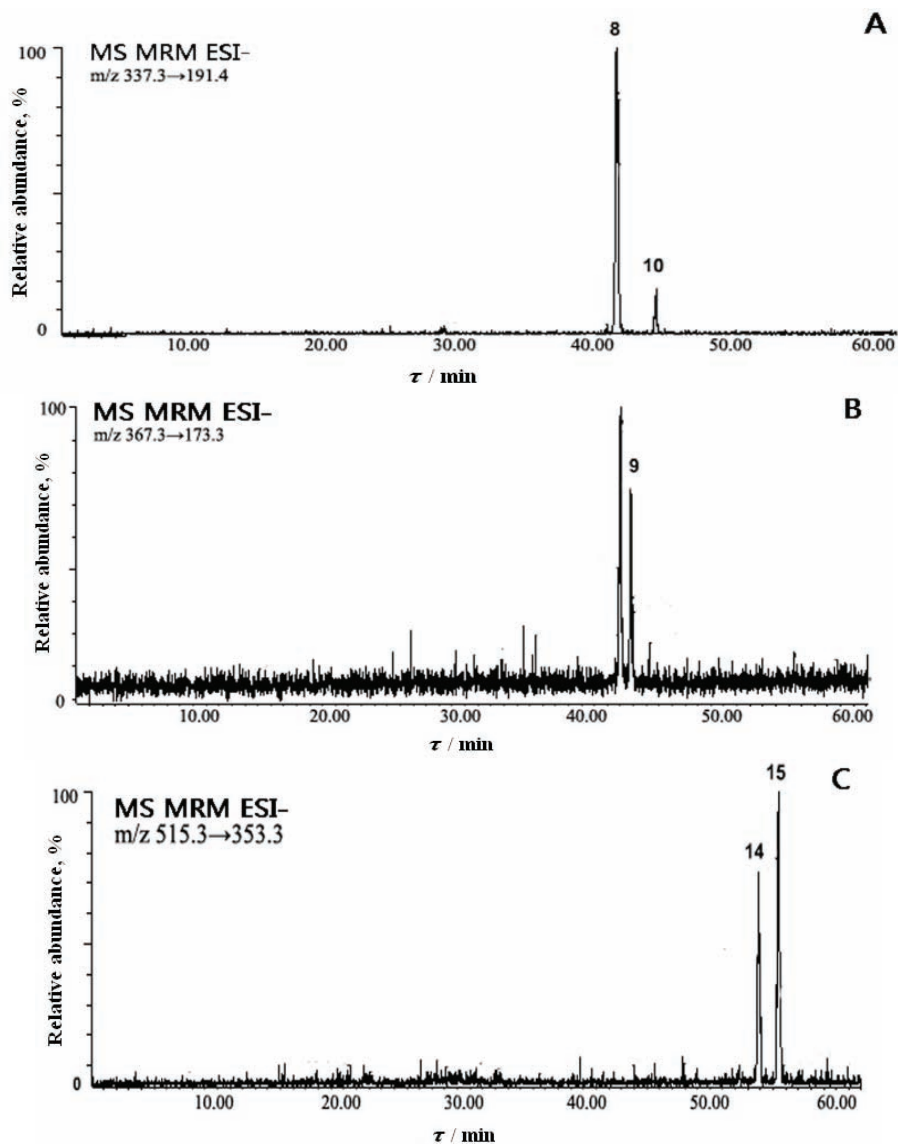 A
8
MS MRM ESI-
m/z 337.3→191.4
100
10
0
Relative abundance, %
10.00 20.00 30.00 40.00 50.00 60.00
τ / min
B
MS MRM ESI-
m/z 367.3→173.3
100
9
0
Relative abundance, %
10.00 20.00 30.00 40.00 50.00 60.00
τ / min
C
15
MS MRM ESI-
m/z 515.3→353.3
100
14
0
Relative abundance, %
10.00 20.00 30.00 40.00 50.00 60.00
τ / min